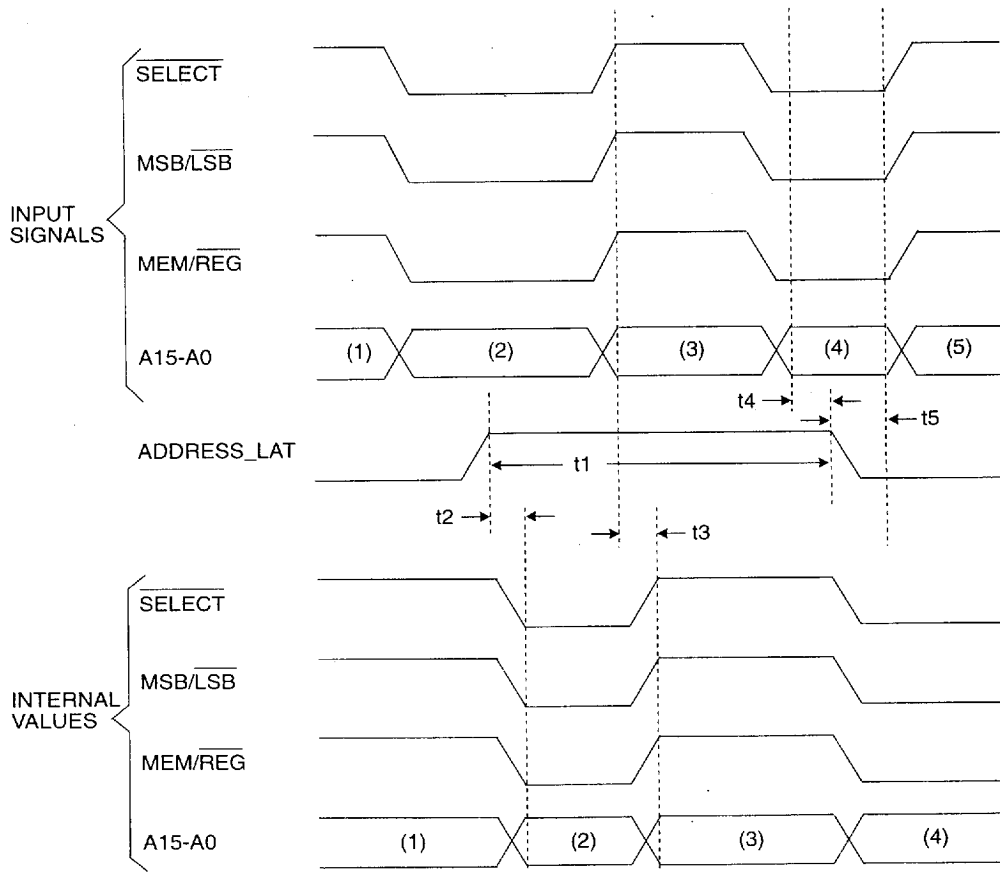 SELECT
MSB/LSB
INPUT
SIGNALS
MEM/REG
A15-A0 (1) (2) (3) (4) (5)
t4 t5
ADDRESS_LAT
t1
t2 t3
SELECT
MSB/LSB
INTERNAL
VALUES
MEM/REG
A15-A0 (1) (2) (3) (4)